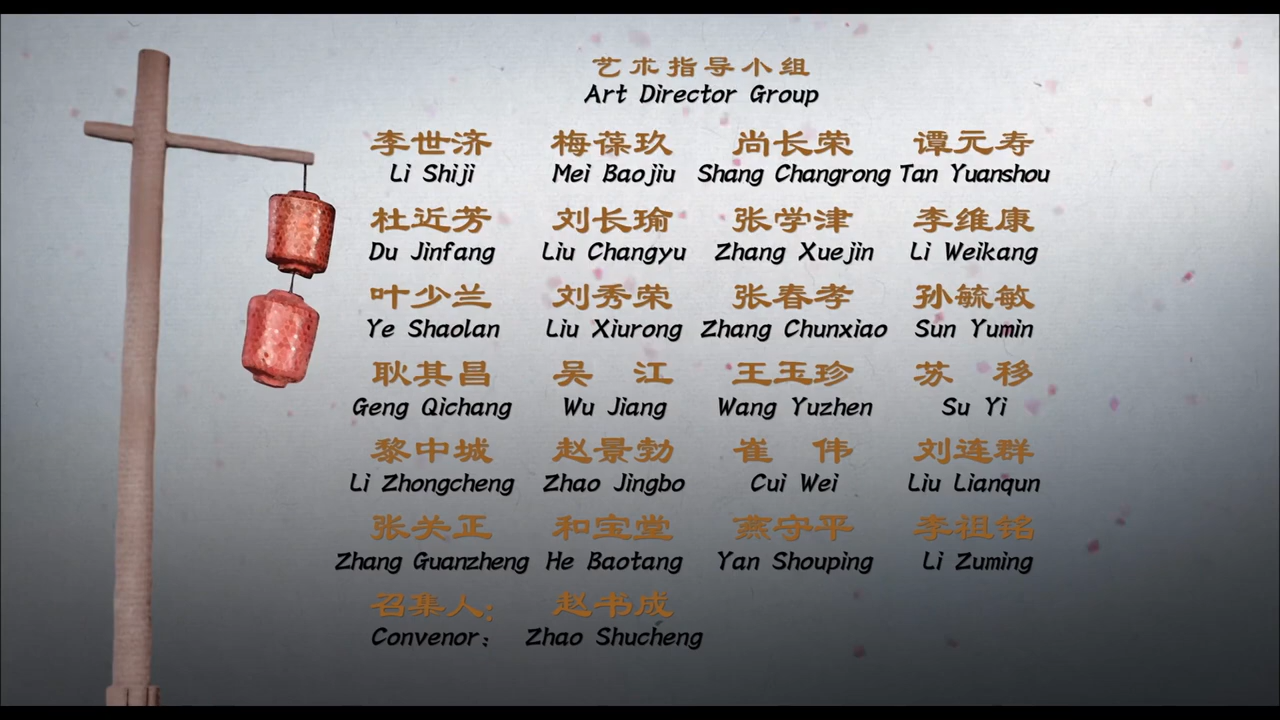 艺术指导小组
Art Director Group
李世济 梅葆玖 尚长荣 谭元寿
Li Shiji Mei Baojiu Shang Changrong Tan Yuanshou
杜近芳 刘长瑜 张学津 李维康
Du Jinfang Liu Changyu Zhang Xuejin Li Weikang
叶少兰 刘秀荣 张春孝 孙毓敏
Ye Shaolan Liu Xiurong Zhang Chunxiao Sun Yumin
耿其昌 吴 江 王玉珍 苏 移
Geng Qichang Wu Jiang Wang Yuzhen Su Yi
黎中城 赵景勃 崔 伟 刘连群
Li Zhongcheng Zhao Jingbo Cui Wei Liu Lianqun
张关正 和宝堂 燕守平 李祖铭
Zhang Guanzheng He Baotang Yan Shouping Li Zuming
召集人： 赵书成
Convenor： Zhao Shucheng